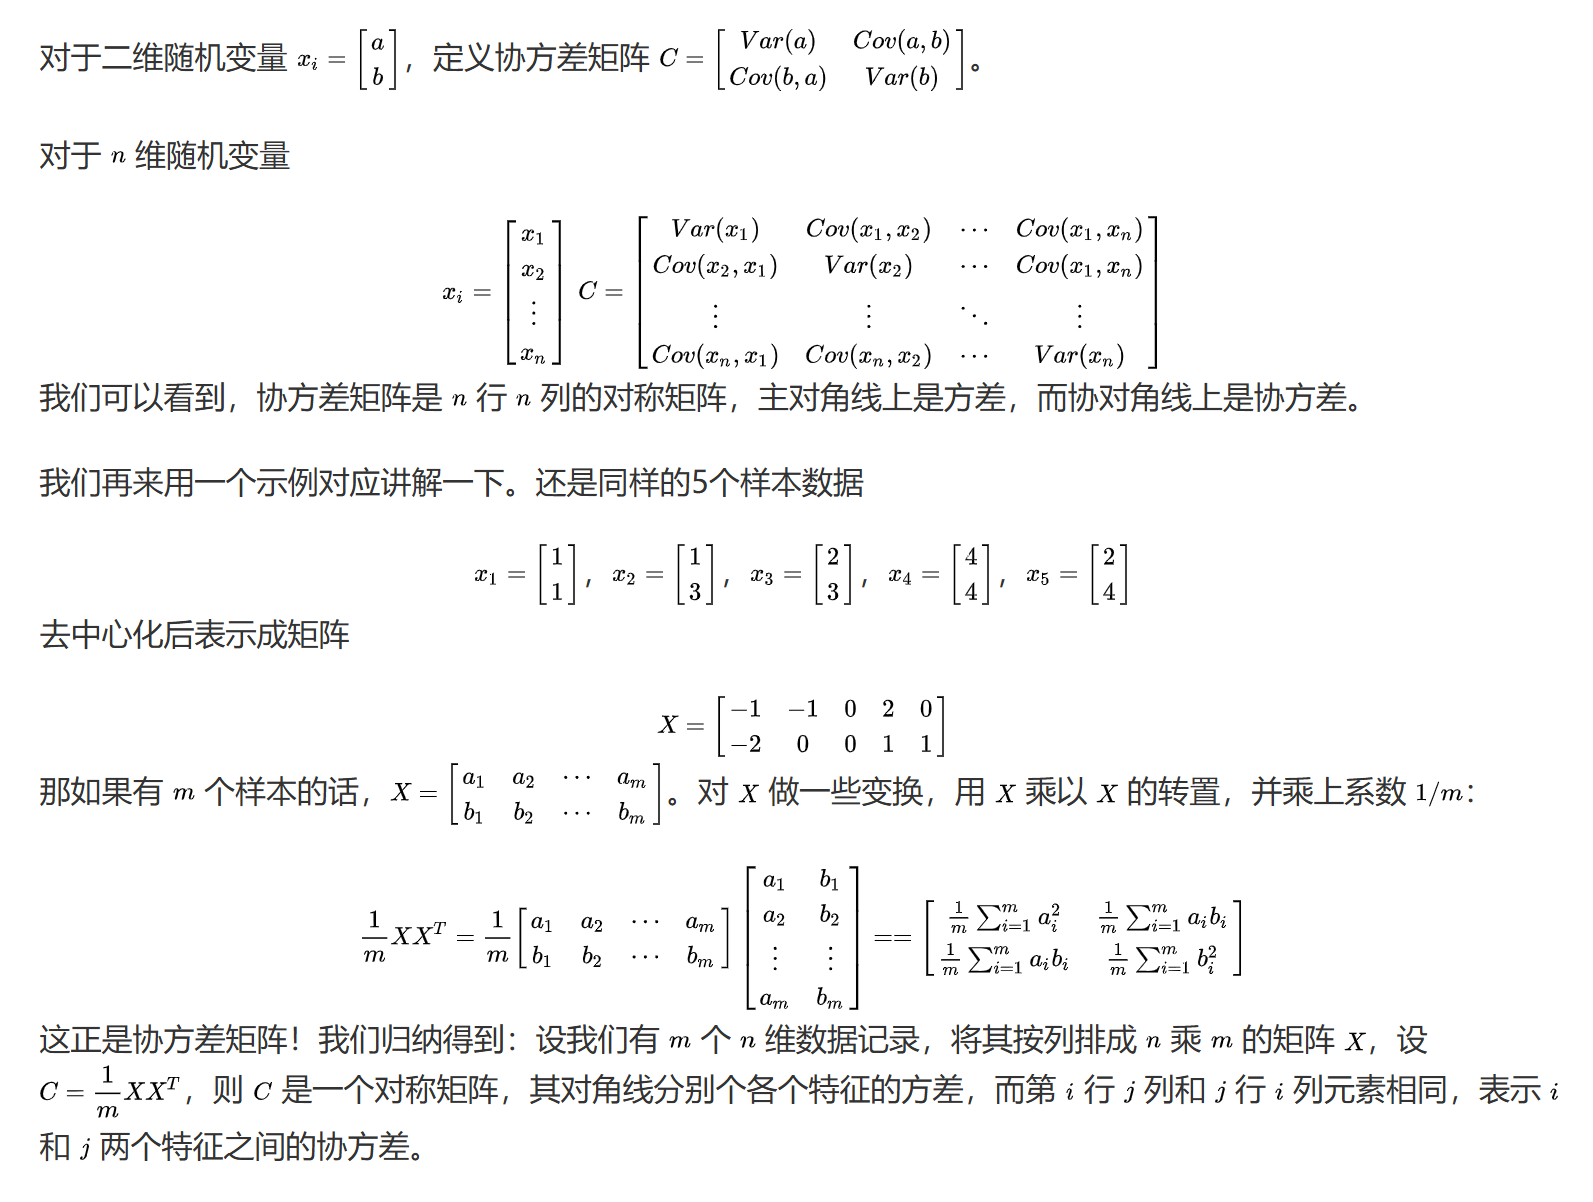 对于二维随机变量 $x_i = \begin{bmatrix} a \\ b \end{bmatrix}$，定义协方差矩阵 $C = \begin{bmatrix} Var(a) & Cov(a,b) \\ Cov(b,a) & Var(b) \end{bmatrix}$。
对于 $n$ 维随机变量
$x_i = \begin{bmatrix} x_1 \\ x_2 \\ \vdots \\ x_n \end{bmatrix} C = \begin{bmatrix} Var(x_1) & Cov(x_1,x_2) & \cdots & Cov(x_1,x_n) \\ Cov(x_2,x_1) & Var(x_2) & \cdots & Cov(x_1,x_n) \\ \vdots & \vdots & \ddots & \vdots \\ Cov(x_n,x_1) & Cov(x_n,x_2) & \cdots & Var(x_n) \end{bmatrix}$
我们可以看到，协方差矩阵是 $n$ 行 $n$ 列的对称矩阵，主对角线上是方差，而协对角线上是协方差。
我们再来用一个示例对应讲解一下。还是同样的5个样本数据
$x_1 = \begin{bmatrix} 1 \\ 1 \end{bmatrix}$，$x_2 = \begin{bmatrix} 1 \\ 3 \end{bmatrix}$，$x_3 = \begin{bmatrix} 2 \\ 3 \end{bmatrix}$，$x_4 = \begin{bmatrix} 4 \\ 4 \end{bmatrix}$，$x_5 = \begin{bmatrix} 2 \\ 4 \end{bmatrix}$
去中心化后表示成矩阵
$X = \begin{bmatrix} -1 & -1 & 0 & 2 & 0 \\ -2 & 0 & 0 & 1 & 1 \end{bmatrix}$
那如果有 $m$ 个样本的话，$X = \begin{bmatrix} a_1 & a_2 & \cdots & a_m \\ b_1 & b_2 & \cdots & b_m \end{bmatrix}$。对 $X$ 做一些变换，用 $X$ 乘以 $X$ 的转置，并乘上系数 $1/m$：
$\frac{1}{m}XX^T = \frac{1}{m}\begin{bmatrix} a_1 & a_2 & \cdots & a_m \\ b_1 & b_2 & \cdots & b_m \end{bmatrix} \begin{bmatrix} a_1 & b_1 \\ a_2 & b_2 \\ \vdots & \vdots \\ a_m & b_m \end{bmatrix} == \begin{bmatrix} \frac{1}{m}\sum_{i=1}^m a_i^2 & \frac{1}{m}\sum_{i=1}^m a_i b_i \\ \frac{1}{m}\sum_{i=1}^m a_i b_i & \frac{1}{m}\sum_{i=1}^m b_i^2 \end{bmatrix}$
这正是协方差矩阵！我们归纳得到：设我们有 $m$ 个 $n$ 维数据记录，将其按列排成 $n$ 乘 $m$ 的矩阵 $X$，设
$C = \frac{1}{m}XX^T$，则 $C$ 是一个对称矩阵，其对角线分别个各个特征的方差，而第 $i$ 行 $j$ 列和 $j$ 行 $i$ 列元素相同，表示 $i$
和 $j$ 两个特征之间的协方差。